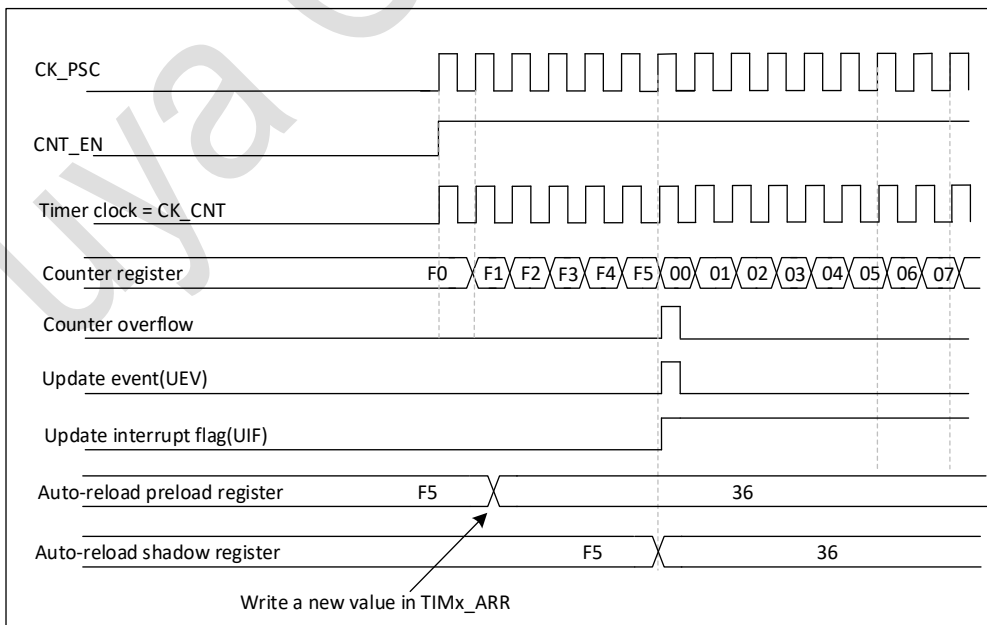 CK_PSC
CNT_EN
Timer clock = CK_CNT
Counter register F0 F1 F2 F3 F4 F5 00 01 02 03 04 05 06 07
Counter overflow
Update event(UEV)
Update interrupt flag(UIF)
Auto-reload preload register F5 36
Auto-reload shadow register F5 36
Write a new value in TIMx_ARR
uya